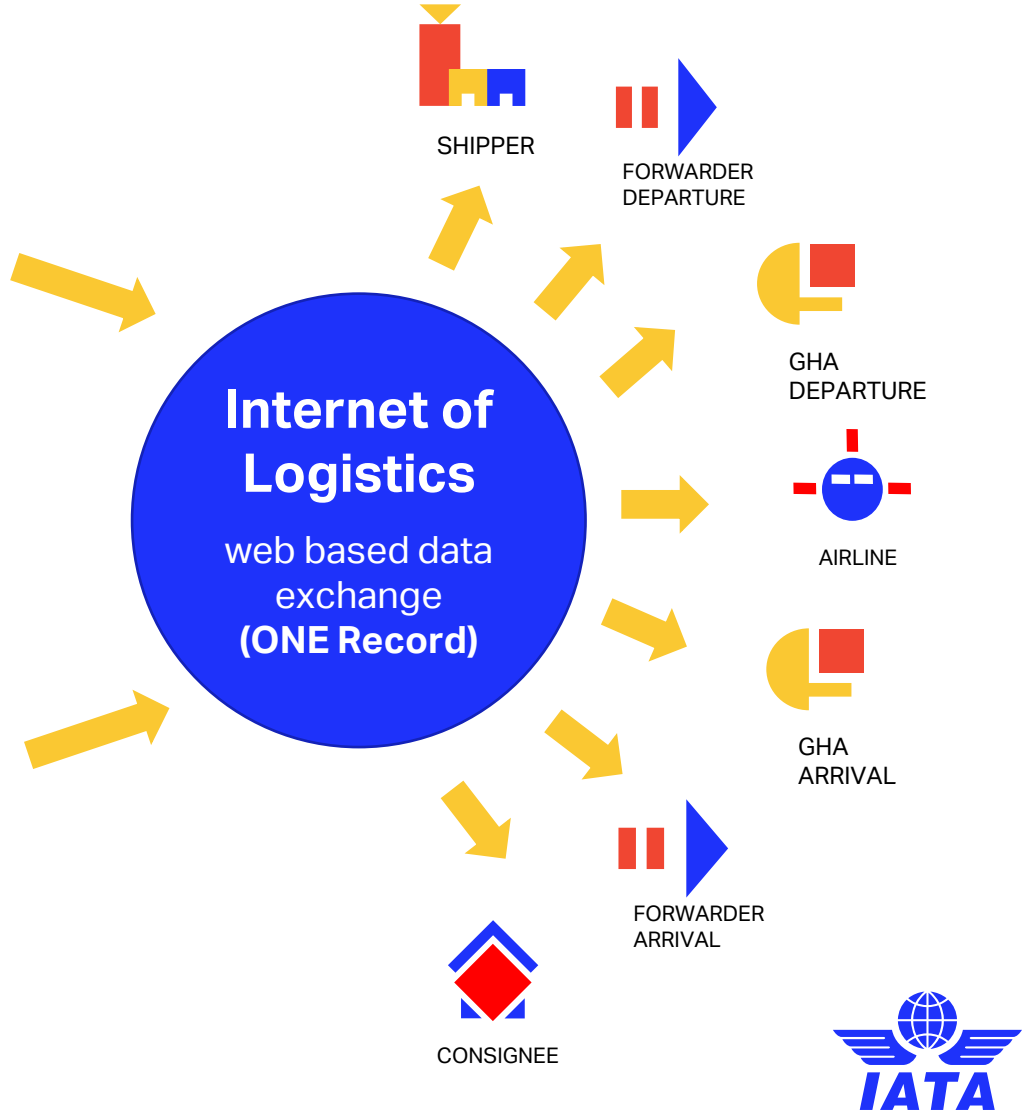 SHIPPER
FORWARDER
DEPARTURE
GHA
DEPARTURE
Internet of
Logistics
web based data
exchange
(ONE Record)
AIRLINE
GHA
ARRIVAL
FORWARDER
ARRIVAL
CONSIGNEE
IATA